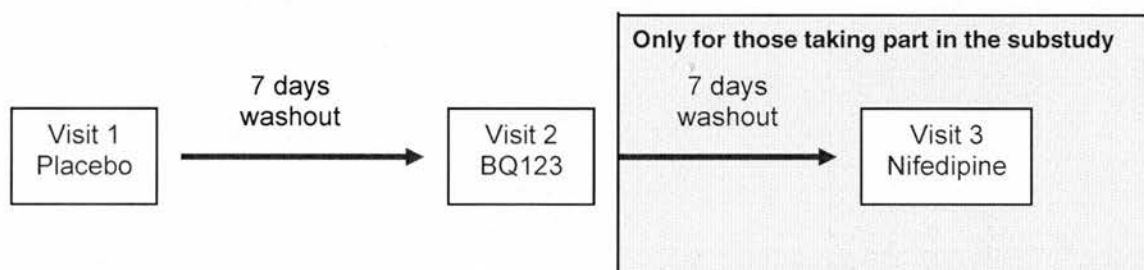 Only for those taking part in the substudy
7 days
washout
7 days
washout
Visit 1
Placebo
Visit 2
BQ123
Visit 3
Nifedipine